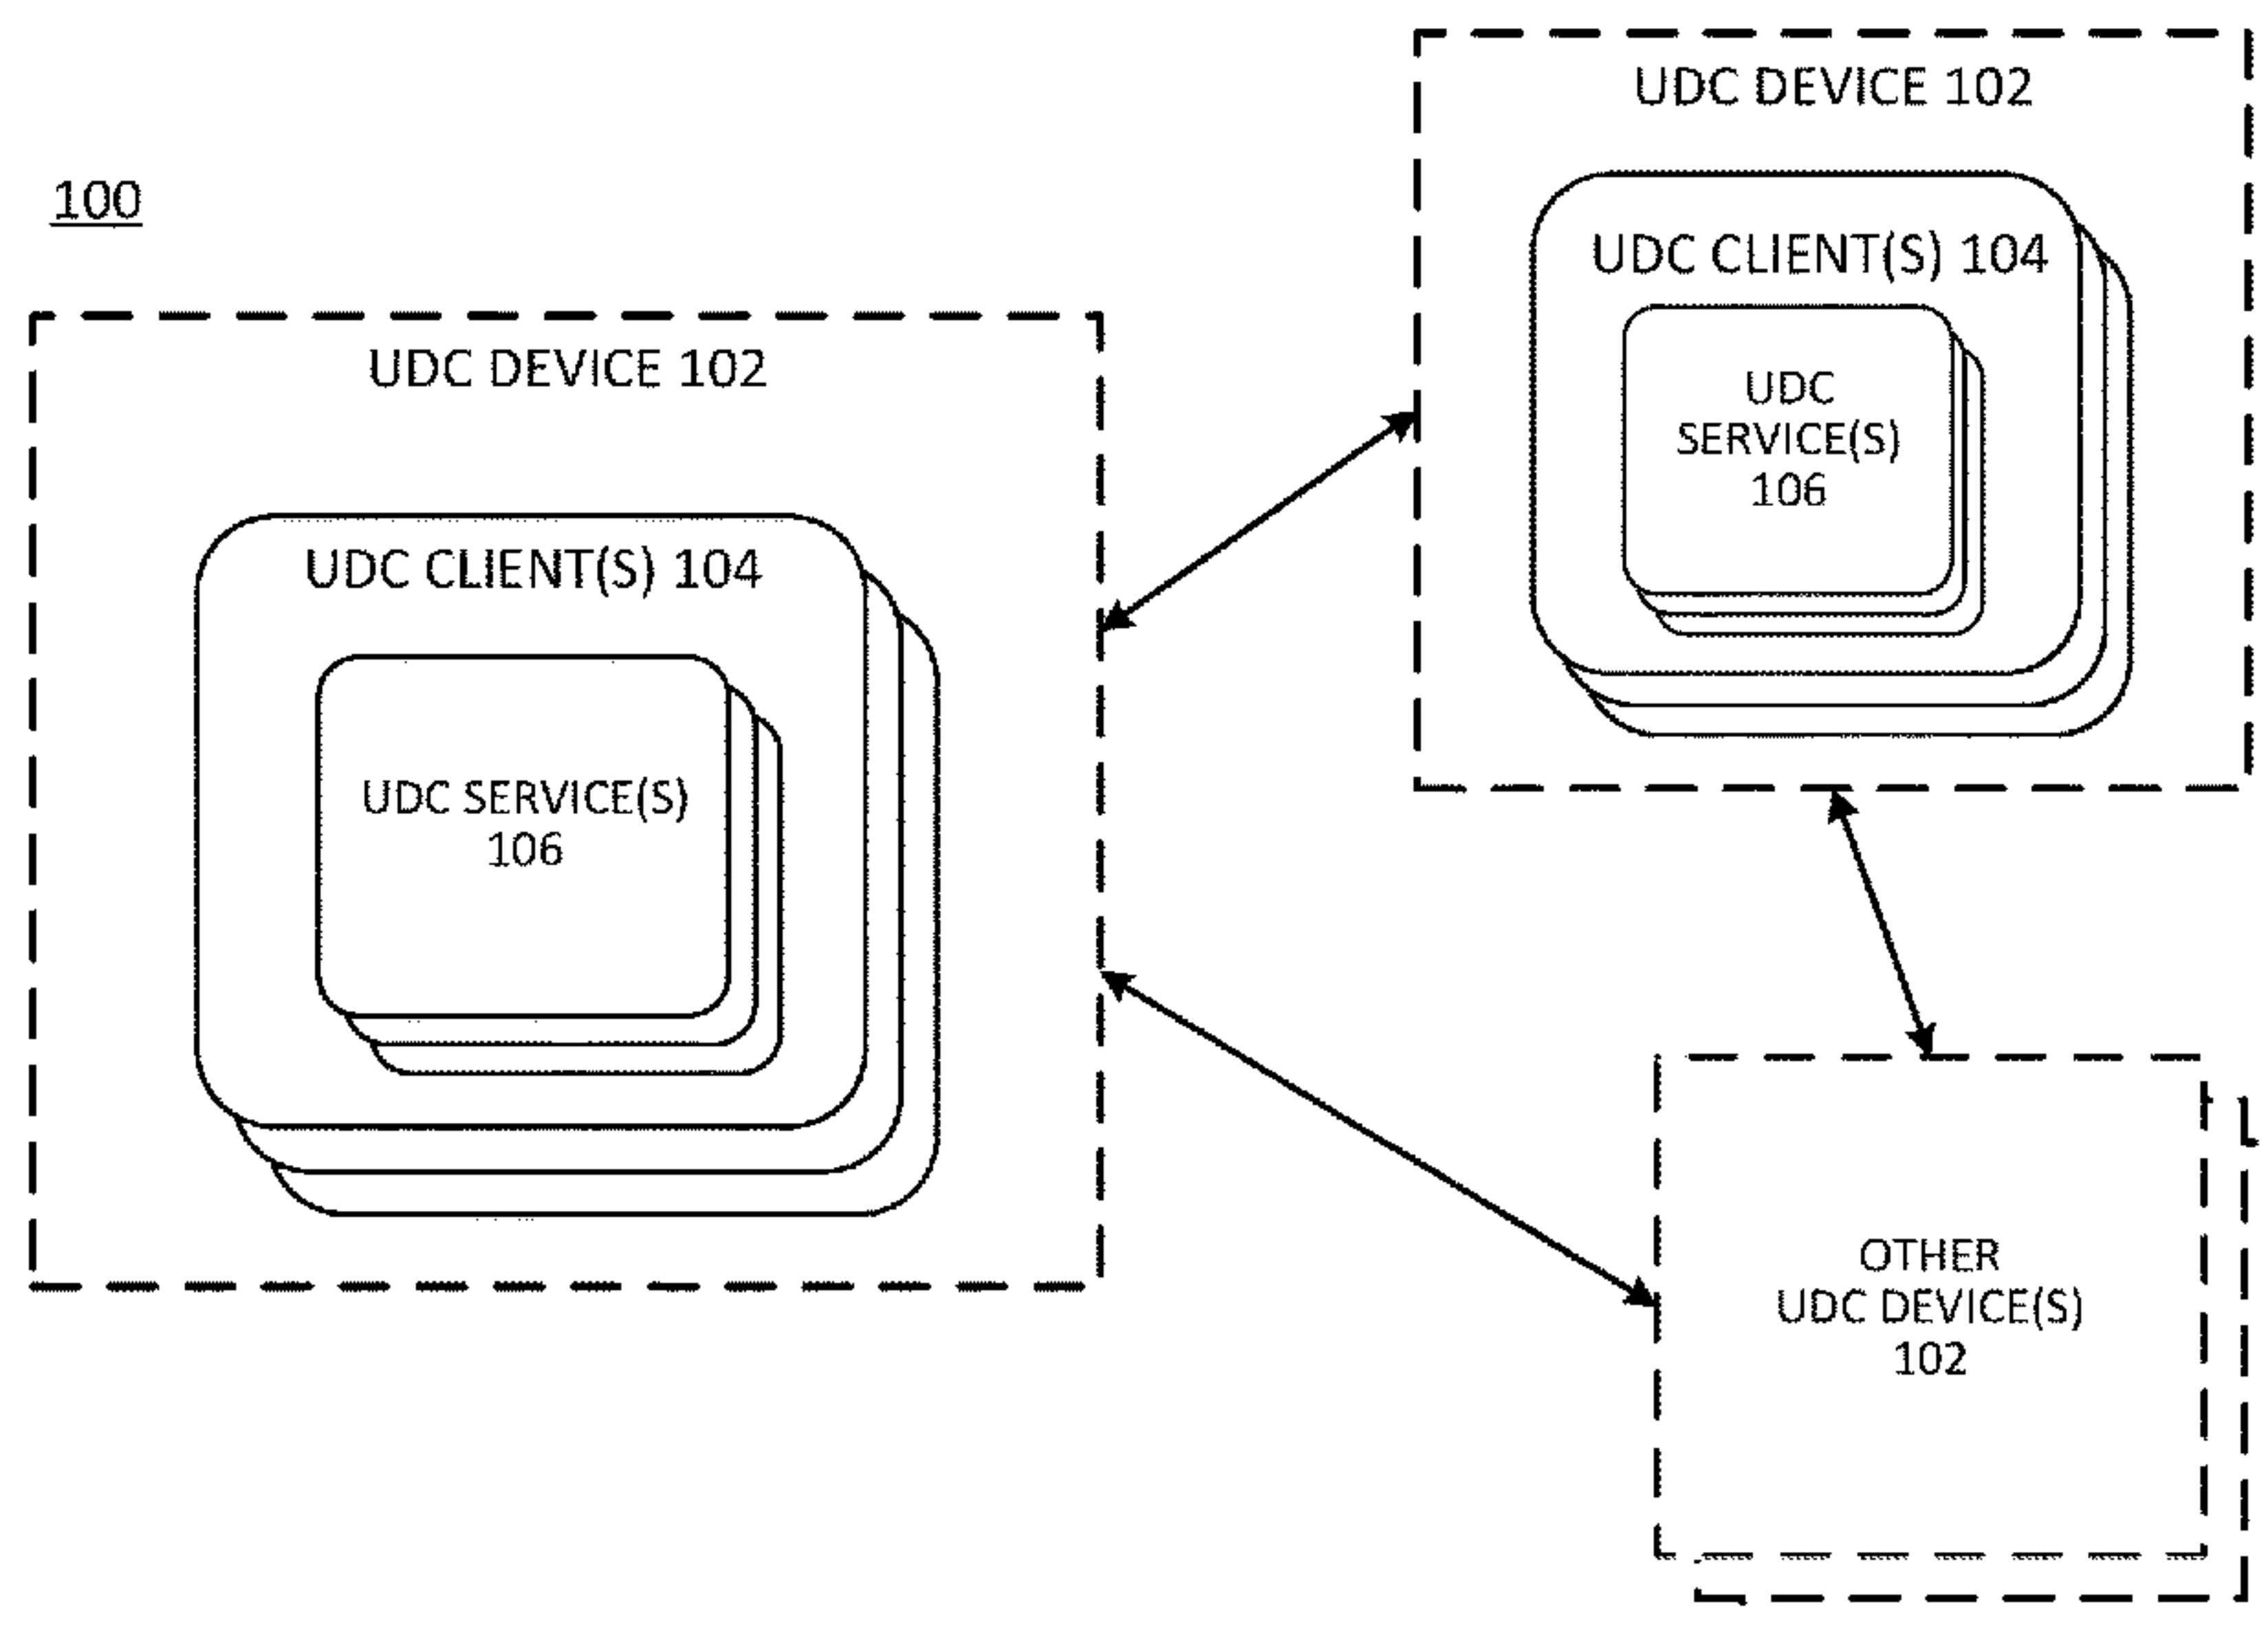 100
UDC DEVICE 102
UDC CLIENT(S) 104
UDC SERVICE(S)
106
UDC DEVICE 102
UDC CLIENT(S) 104
UDC
SERVICE(S)
106
OTHER
UDC DEVICE(S)
102